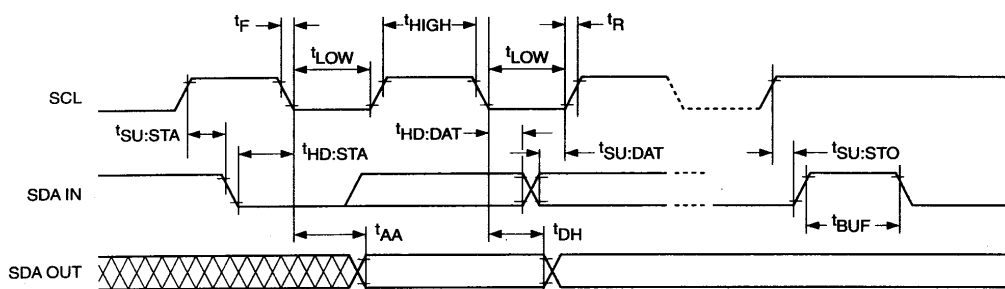 tF
tHIGH
tR
tLOW
tLOW
SCL
tSU:STA
tHD:STA
tHD:DAT
tSU:DAT
tSU:STO
SDA IN
tBUF
tAA
tDH
SDA OUT